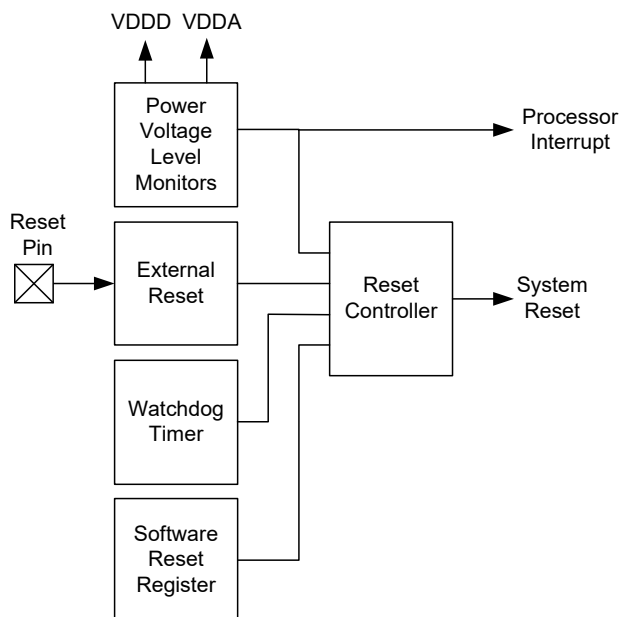 VDDD VDDA
Power
Voltage
Level
Monitors
Processor
Interrupt
Reset
Pin
External
Reset
Reset
Controller
System
Reset
Watchdog
Timer
Software
Reset
Register